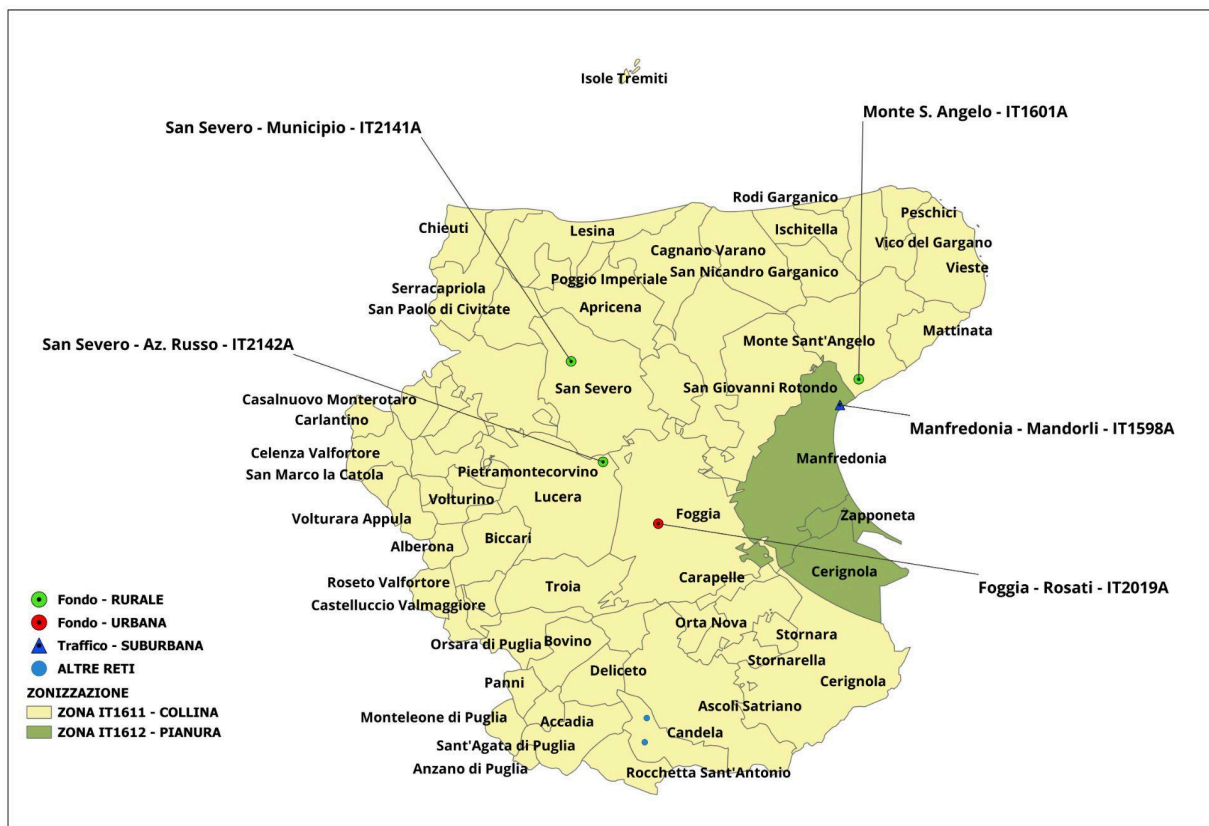 Isole Tremiti
Monte S. Angelo - IT1601A
San Severo - Municipio - IT2141A
Rodi Garganico
Peschici
Chieuti
Lesina
Ischitella
Vico del Gargano
Cagnano Varano
San Nicandro Garganico
Vieste
Poggio Imperiale
Serracapriola
San Paolo di Civitate
Apricena
Mattinata
Monte Sant'Angelo
San Severo - Az. Russo - IT2142A
San Severo
San Giovanni Rotondo
Casalnuovo Monterotaro
Carlantino
Manfredonia - Mandorli - IT1598A
Celenza Valfortore
Manfredonia
San Marco la Catola
Pietramontecorvino
Volturino
Lucera
Volturara Appula
Foggia
Zapponeta
Alberona
Biccari
Cerignola
Roseto Valfortore
Troia
Carapelle
Foggia - Rosati - IT2019A
Castelluccio Valmaggiore
Orta Nova
Orsara di Puglia
Bovino
Stornara
Stornarella
Deliceto
Panni
Cerignola
Ascoli Satriano
Monteleone di Puglia
Accadia
Candela
Sant'Agata di Puglia
Anzano di Puglia
Rocchetta Sant'Antonio
Fondo - RURALE
Fondo - URBANA
Traffico - SUBURBANA
ALTRE RETI
ZONIZZAZIONE
ZONA IT1611 - COLLINA
ZONA IT1612 - PIANURA